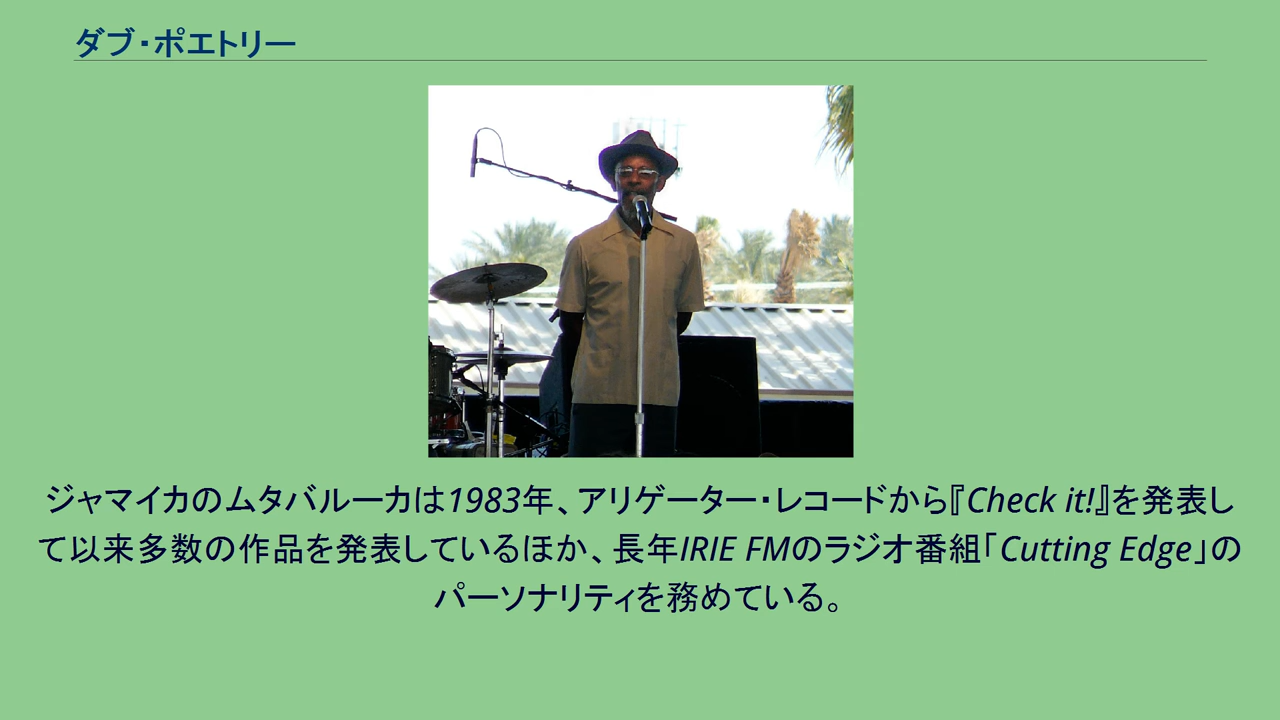 ダブ・ポエトリー
ジャマイカのムタバルーカは1983年、アリゲーター・レコードから『Check it!』を発表し
て以来多数の作品を発表しているほか、長年IRIE FMのラジオ番組「Cutting Edge」の
パーソナリティを務めている。